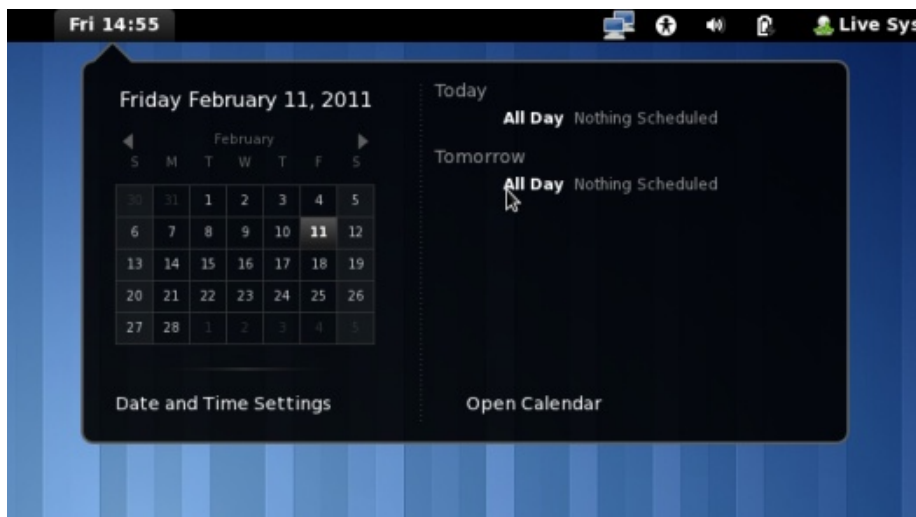 Fri 14:55
Live Sys
Friday February 11, 2011
February
S M T W T F S
30 31 1 2 3 4 5
6 7 8 9 10 11 12
13 14 15 16 17 18 19
20 21 22 23 24 25 26
27 28 1 2 3 4 5
Date and Time Settings
Today
All Day Nothing Scheduled
Tomorrow
All Day Nothing Scheduled
Open Calendar